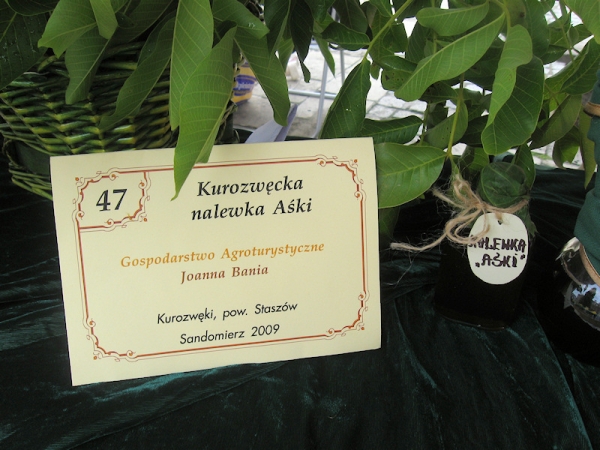 47
Kurozwęcka
nalewka Aśki
Gospodarstwo Agroturystyczne
Joanna Bania
Kurozwęki, pow. Staszów
Sandomierz 2009
NALEWKA
"AŚKI"